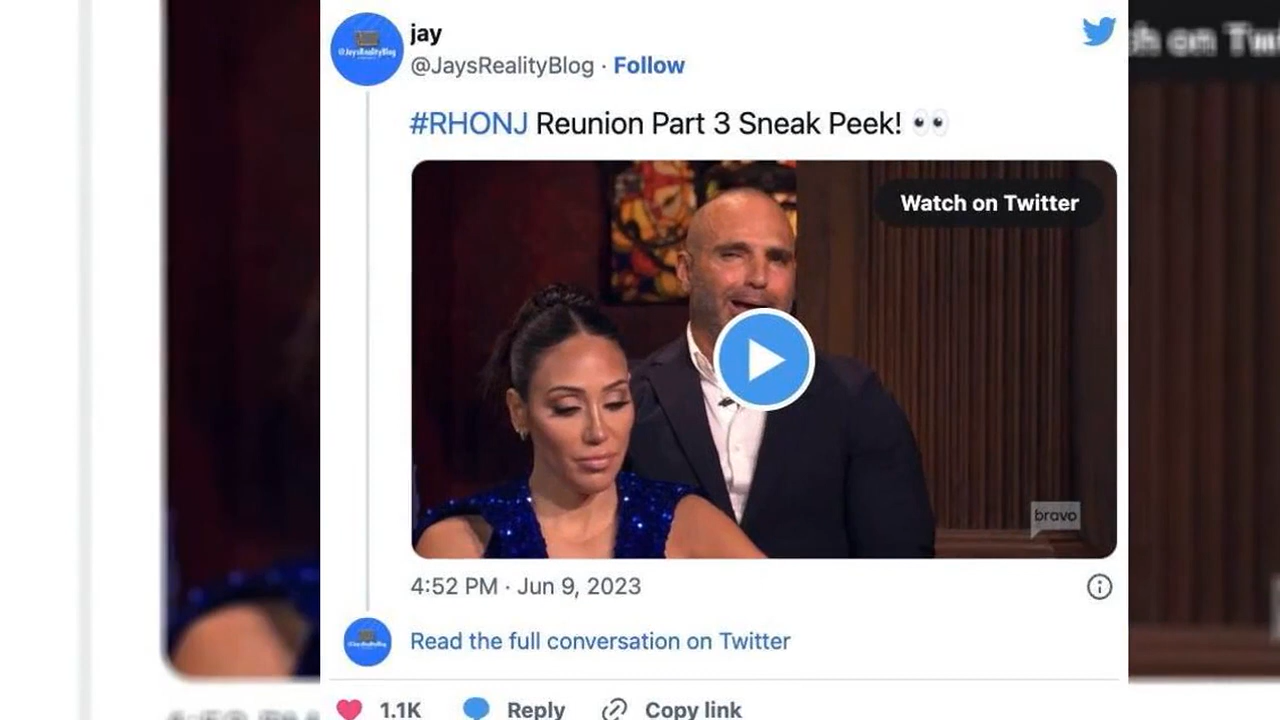 jay
@JaysRealityBlog · Follow
#RHONJ Reunion Part 3 Sneak Peek! 👀
Watch on Twitter
bravo
4:52 PM · Jun 9, 2023
Read the full conversation on Twitter
1.1K Reply Copy link